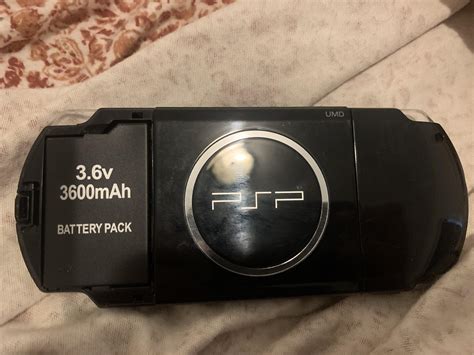 UMD
3.6v
3600mAh
BATTERY PACK
PSP